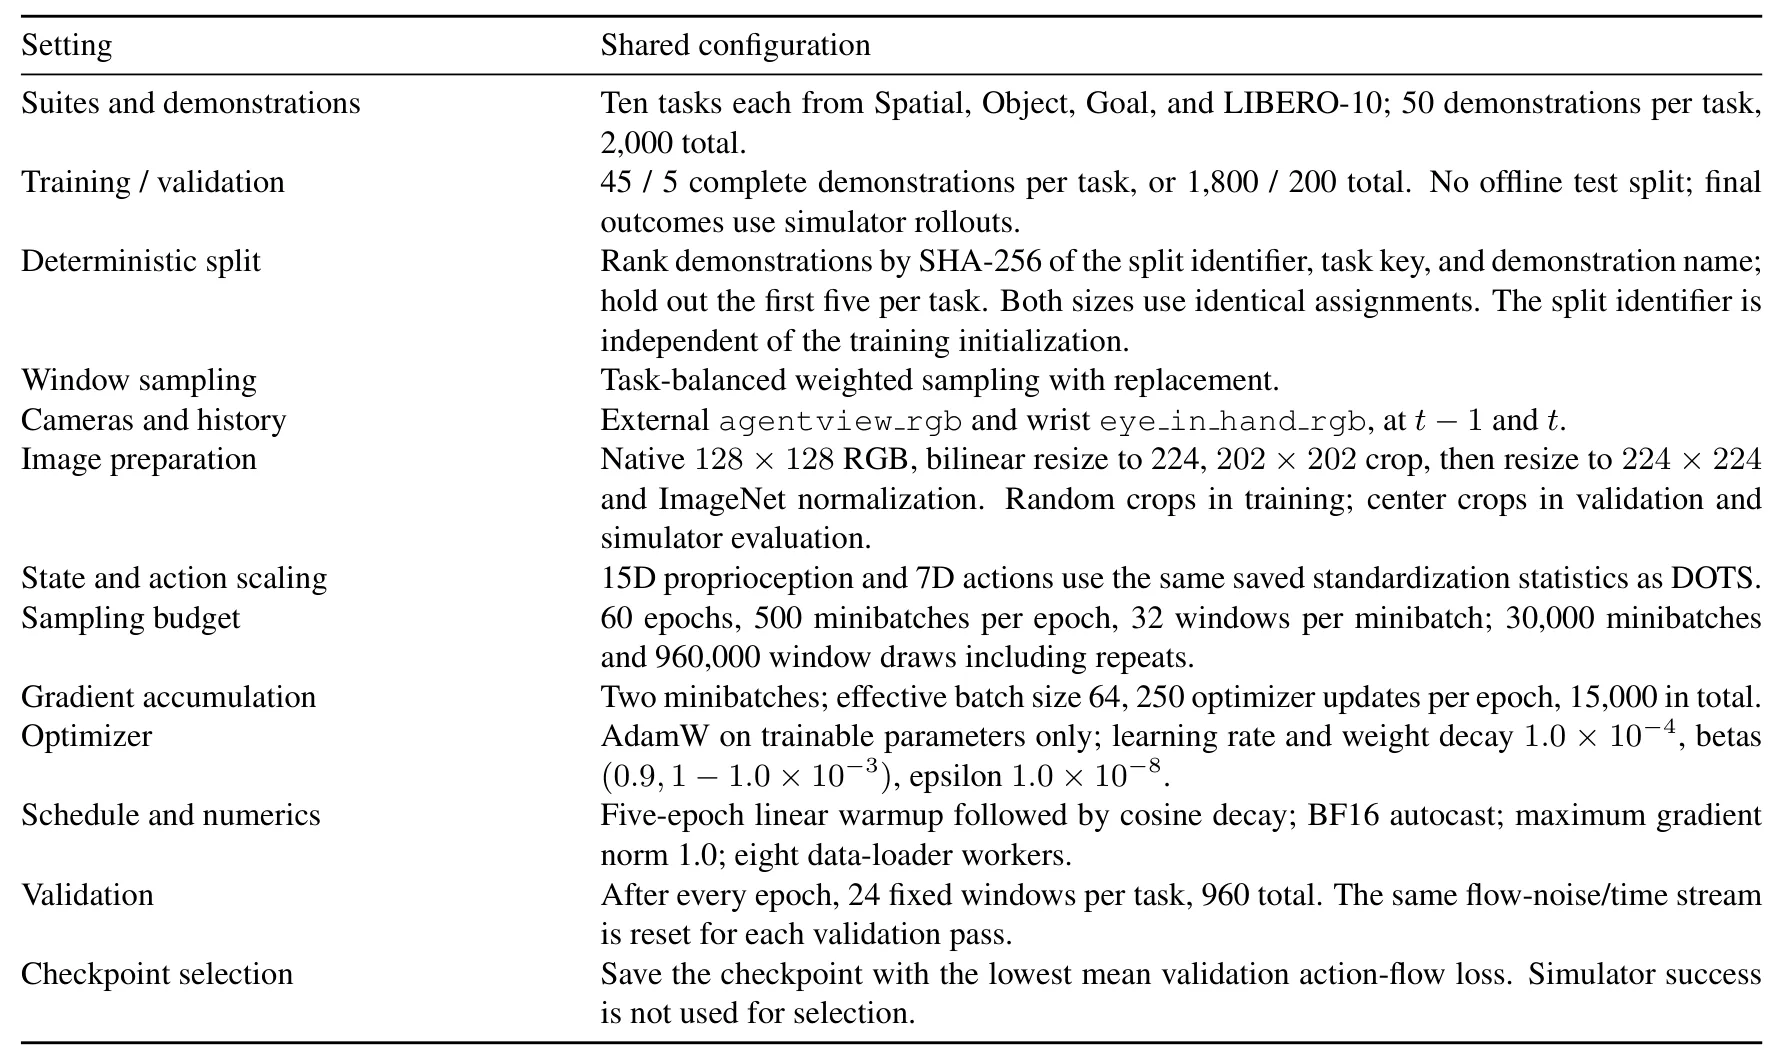 Setting Shared configuration
Suites and demonstrations Ten tasks each from Spatial, Object, Goal, and LIBERO-10; 50 demonstrations per task,
2,000 total.
Training / validation 45 / 5 complete demonstrations per task, or 1,800 / 200 total. No offline test split; final
outcomes use simulator rollouts.
Deterministic split Rank demonstrations by SHA-256 of the split identifier, task key, and demonstration name;
hold out the first five per task. Both sizes use identical assignments. The split identifier is
independent of the training initialization.
Window sampling Task-balanced weighted sampling with replacement.
Cameras and history External agentview_rgb and wrist eye_in_hand_rgb, at t − 1 and t.
Image preparation Native 128 × 128 RGB, bilinear resize to 224, 202 × 202 crop, then resize to 224 × 224
and ImageNet normalization. Random crops in training; center crops in validation and
simulator evaluation.
State and action scaling 15D proprioception and 7D actions use the same saved standardization statistics as DOTS.
Sampling budget 60 epochs, 500 minibatches per epoch, 32 windows per minibatch; 30,000 minibatches
and 960,000 window draws including repeats.
Gradient accumulation Two minibatches; effective batch size 64, 250 optimizer updates per epoch, 15,000 in total.
Optimizer AdamW on trainable parameters only; learning rate and weight decay 1.0 × 10⁻⁴, betas
(0.9, 1 − 1.0 × 10⁻³), epsilon 1.0 × 10⁻⁸.
Schedule and numerics Five-epoch linear warmup followed by cosine decay; BF16 autocast; maximum gradient
norm 1.0; eight data-loader workers.
Validation After every epoch, 24 fixed windows per task, 960 total. The same flow-noise/time stream
is reset for each validation pass.
Checkpoint selection Save the checkpoint with the lowest mean validation action-flow loss. Simulator success
is not used for selection.